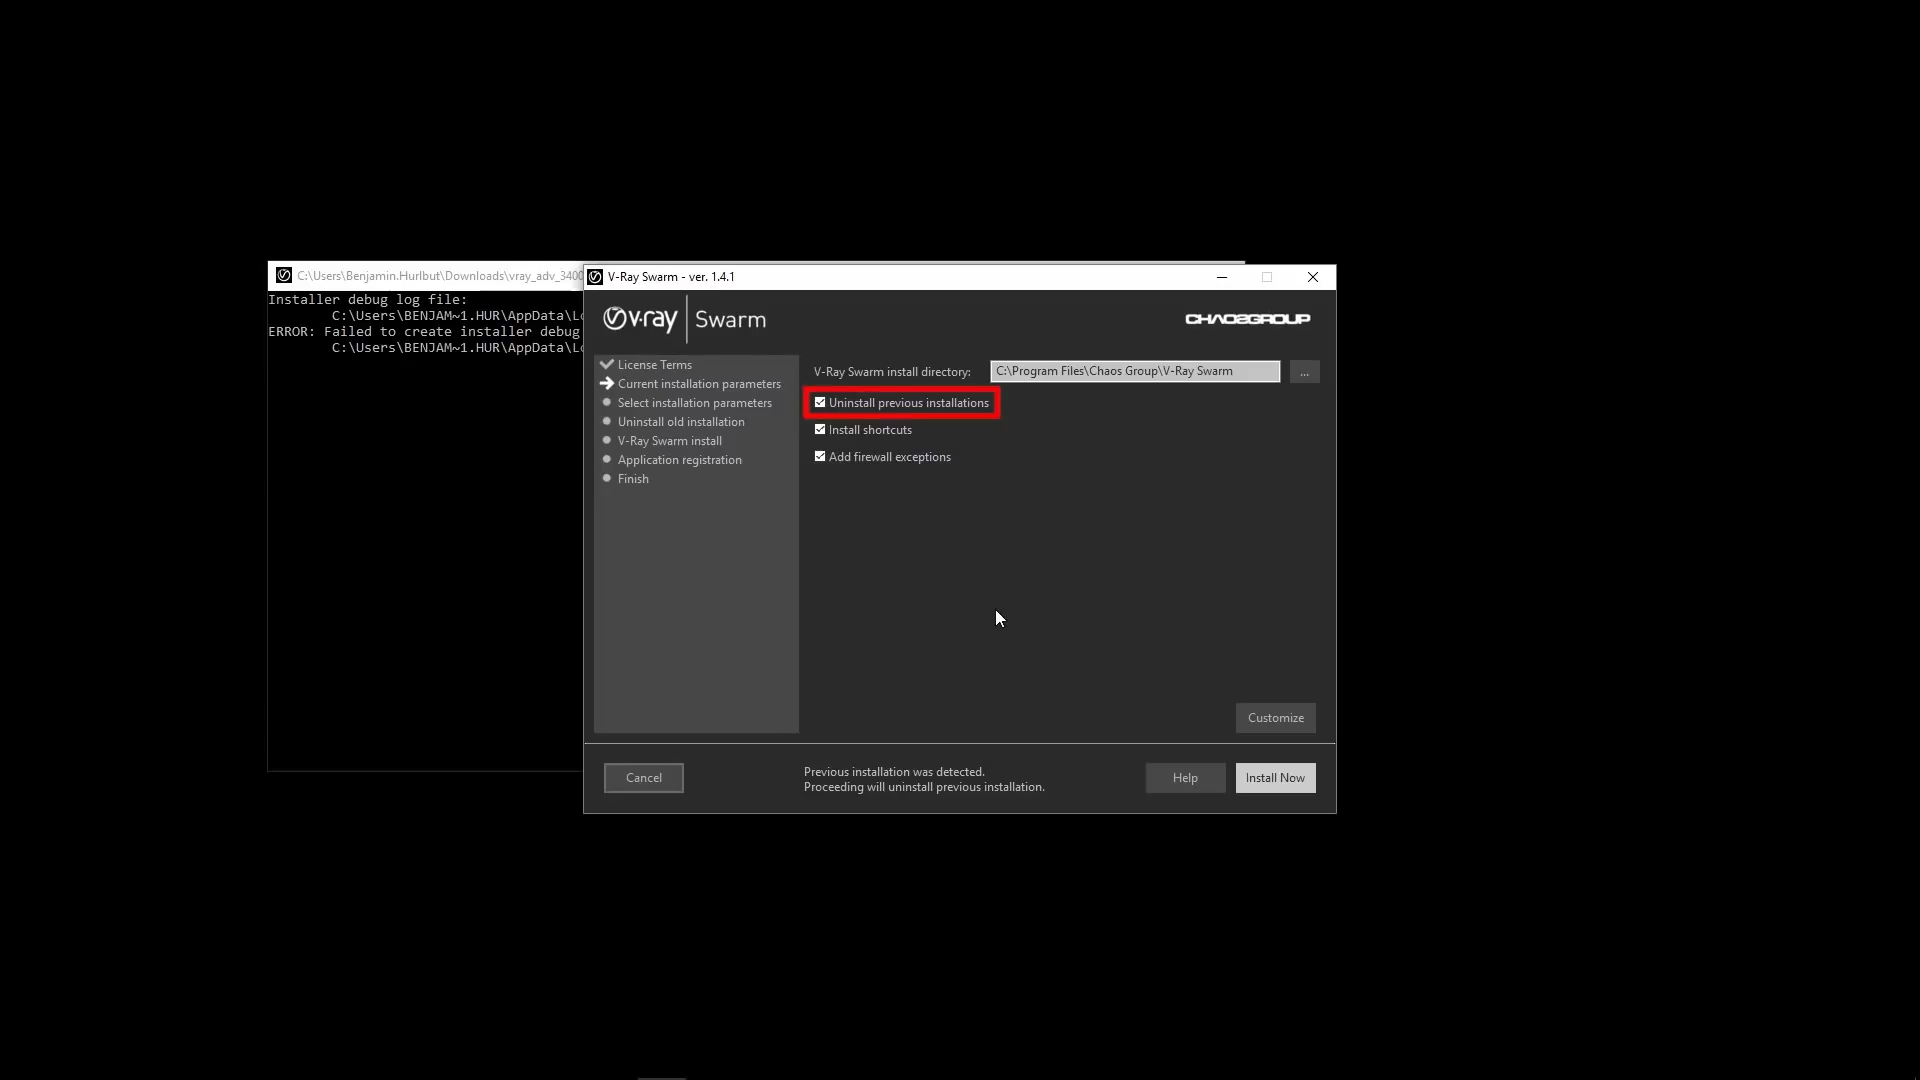 C:\Users\Benjamin.Hurlbut\Downloads\vray_adv_3400
Installer debug log file:
C:\Users\BENJAM~1.HUR\AppData\Lo
ERROR: Failed to create installer debug
C:\Users\BENJAM~1.HUR\AppData\Lo
V-Ray Swarm - ver. 1.4.1
v-ray Swarm
CHAOSGROUP
License Terms
Current installation parameters
Select installation parameters
Uninstall old installation
V-Ray Swarm install
Application registration
Finish
V-Ray Swarm install directory: C:\Program Files\Chaos Group\V-Ray Swarm ...
Uninstall previous installations
Install shortcuts
Add firewall exceptions
Customize
Cancel
Previous installation was detected.
Proceeding will uninstall previous installation.
Help
Install Now